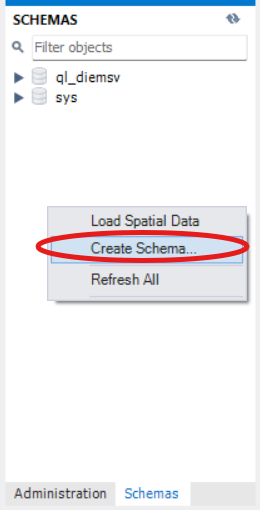 SCHEMAS
Filter objects
ql_diemsv
sys
Load Spatial Data
Create Schema...
Refresh All
Administration Schemas